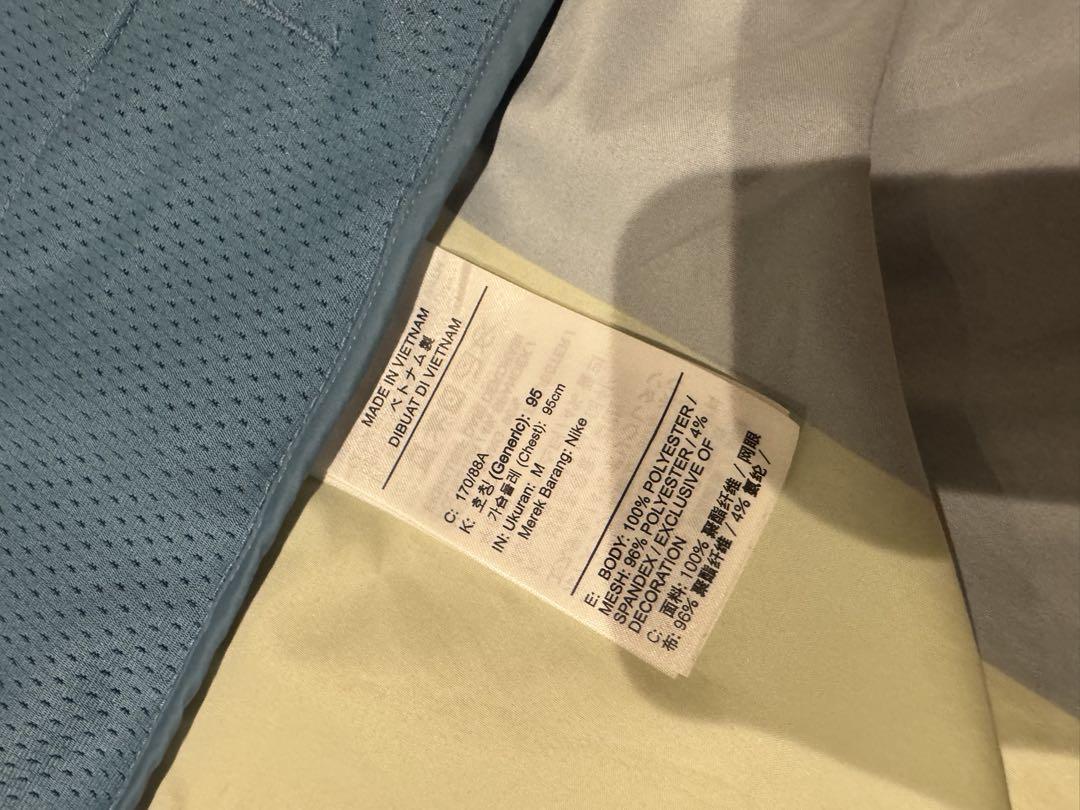 MADE IN VIETNAM
ベトナム製
DIBUAT DI VIETNAM
C: 170/88A
K: 호칭 (Generic): 95
가슴둘레 (Chest): 95cm
IN: Ukuran: M
Merek Barang: Nike
E: BODY: 100% POLYESTER /
MESH: 96% POLYESTER / 4%
SPANDEX / EXCLUSIVE OF
DECORATION
C: 面料: 100% 聚酯纤维 / 网眼
布: 96% 聚酯纤维 / 4% 氨纶 /